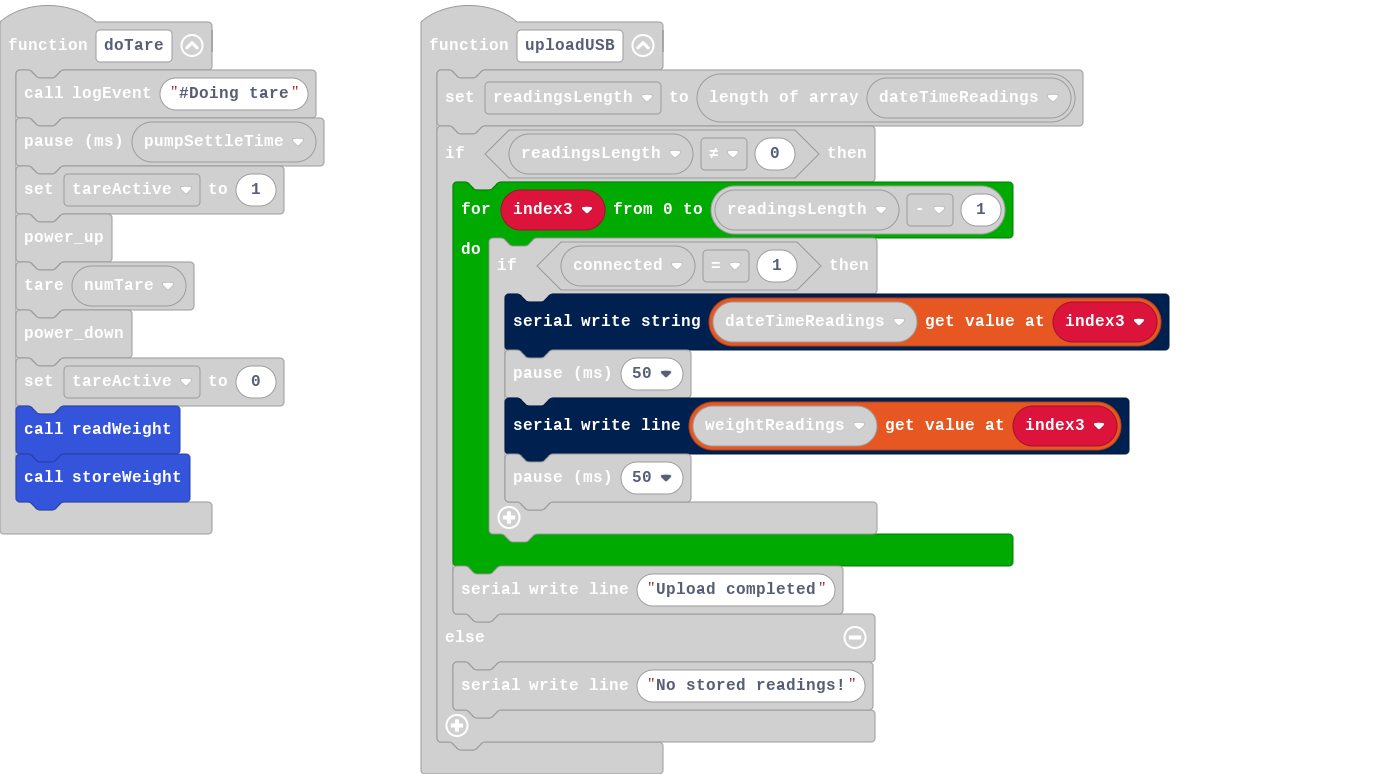 function doTare
call logEvent "#Doing tare"
pause (ms) pumpSettleTime
set tareActive to 1
power_up
tare numTare
power_down
set tareActive to 0
call readWeight
call storeWeight
function uploadUSB
set readingsLength to length of array dateTimeReadings
if readingsLength ≠ 0 then
for index3 from 0 to readingsLength - 1
do
if connected = 1 then
serial write string dateTimeReadings get value at index3
pause (ms) 50
serial write line weightReadings get value at index3
pause (ms) 50
serial write line "Upload completed"
else
serial write line "No stored readings!"